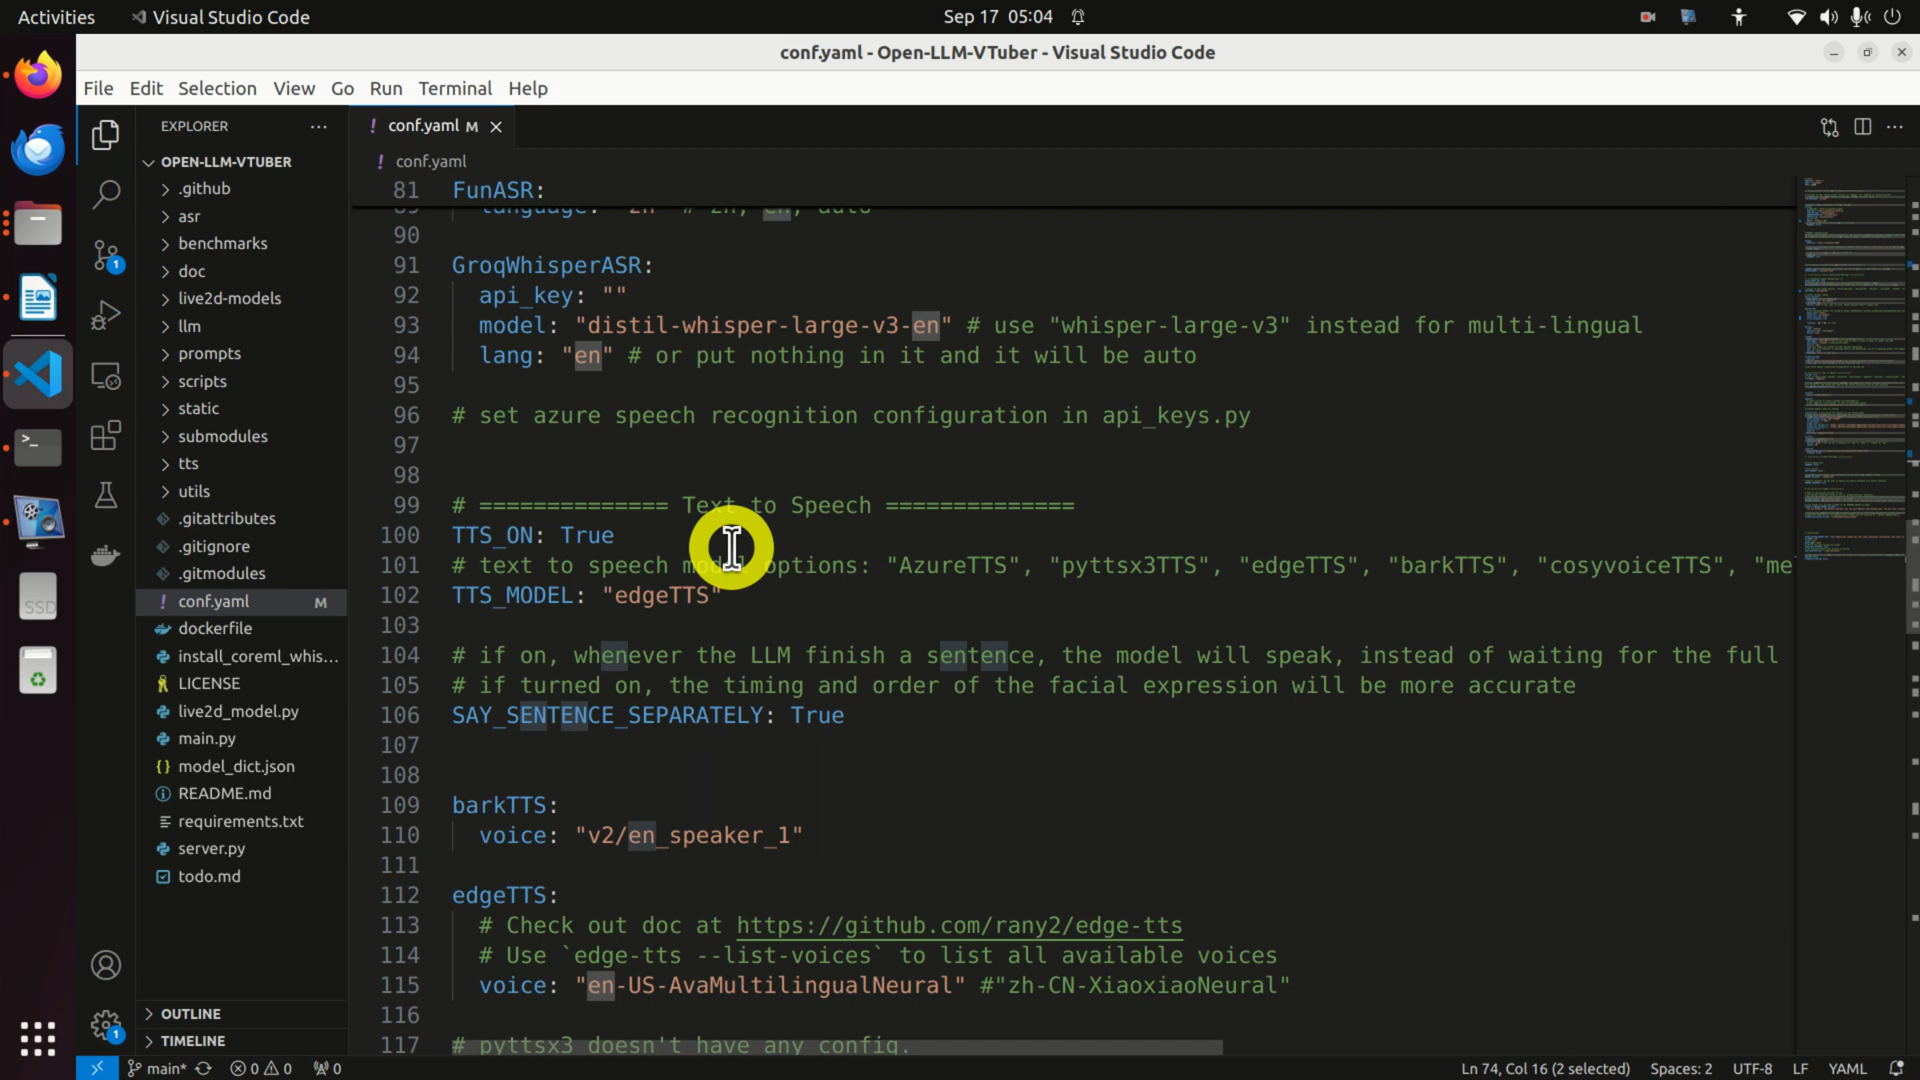 Activities
Visual Studio Code
Sep 17 05:04
conf.yaml - Open-LLM-VTuber - Visual Studio Code
File Edit Selection View Go Run Terminal Help
EXPLORER
! conf.yaml M
OPEN-LLM-VTUBER
! conf.yaml
.github
asr
benchmarks
doc
live2d-models
llm
prompts
scripts
static
submodules
tts
utils
.gitattributes
.gitignore
.gitmodules
! conf.yaml M
dockerfile
install_coreml_whis...
LICENSE
live2d_model.py
main.py
{} model_dict.json
README.md
requirements.txt
server.py
todo.md
OUTLINE
TIMELINE
1
1
SSD
81 FunASR:
language: "zh" # zh, en, auto
90
91 GroqWhisperASR:
92 api_key: ""
93 model: "distil-whisper-large-v3-en" # use "whisper-large-v3" instead for multi-lingual
94 lang: "en" # or put nothing in it and it will be auto
95
96 # set azure speech recognition configuration in api_keys.py
97
98
99 # ============== Text to Speech ==============
100 TTS_ON: True
101 # text to speech model options: "AzureTTS", "pyttsx3TTS", "edgeTTS", "barkTTS", "cosyvoiceTTS", "me
102 TTS_MODEL: "edgeTTS"
103
104 # if on, whenever the LLM finish a sentence, the model will speak, instead of waiting for the full
105 # if turned on, the timing and order of the facial expression will be more accurate
106 SAY_SENTENCE_SEPARATELY: True
107
108
109 barkTTS:
110 voice: "v2/en_speaker_1"
111
112 edgeTTS:
113 # Check out doc at https://github.com/rany2/edge-tts
114 # Use `edge-tts --list-voices` to list all available voices
115 voice: "en-US-AvaMultilingualNeural" #"zh-CN-XiaoxiaoNeural"
116
117 # pyttsx3 doesn't have any config.
main* 0 0 0
Ln 74, Col 16 (2 selected) Spaces: 2 UTF-8 LF YAML